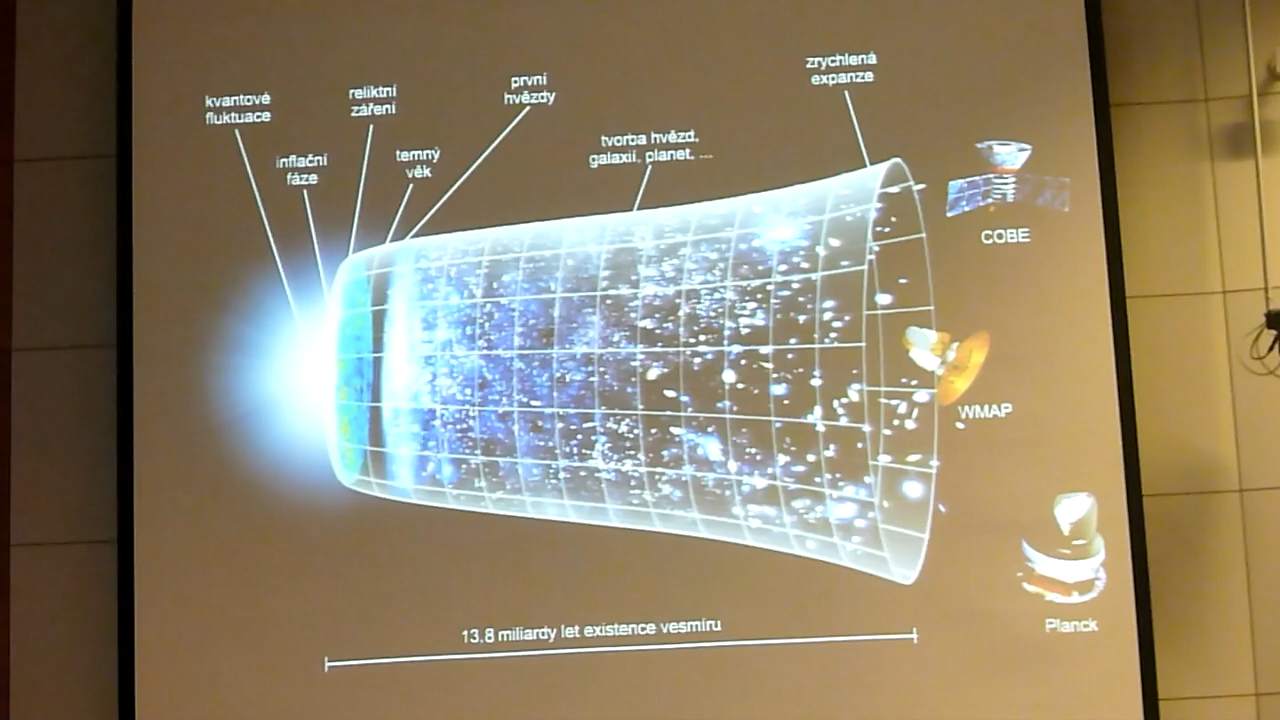 kvantové
fluktuace
inflační
fáze
reliktní
záření
temný
věk
první
hvězdy
tvorba hvězd,
galaxií, planet, ...
zrychlená
expanze
COBE
WMAP
Planck
13.8 miliardy let existence vesmíru